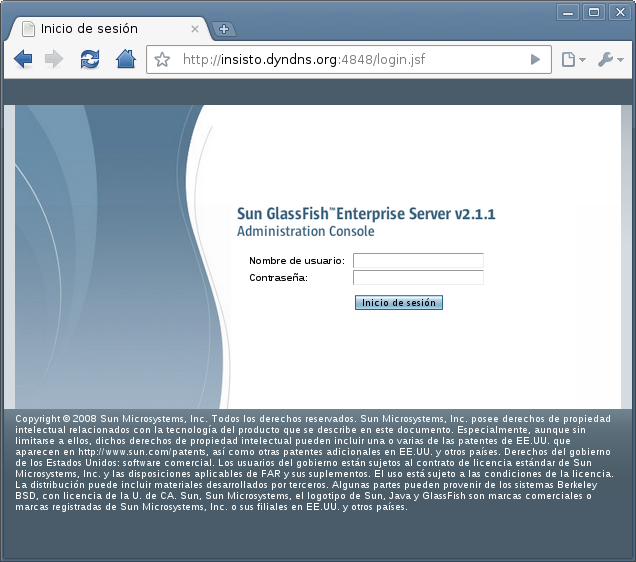 Inicio de sesión
http://insisto.dyndns.org:4848/login.jsf
Sun GlassFish™ Enterprise Server v2.1.1
Administration Console
Nombre de usuario:
Contraseña:
Inicio de sesión
Copyright © 2008 Sun Microsystems, Inc. Todos los derechos reservados. Sun Microsystems, Inc. posee derechos de propiedad
intelectual relacionados con la tecnología del producto que se describe en este documento. Especialmente, aunque sin
limitarse a ellos, dichos derechos de propiedad intelectual pueden incluir una o varias de las patentes de EE.UU. que
aparecen en http://www.sun.com/patents, así como otras patentes adicionales en EE.UU. y otros países. Derechos del gobierno
de los Estados Unidos: software comercial. Los usuarios del gobierno están sujetos al contrato de licencia estándar de Sun
Microsystems, Inc. y las disposiciones aplicables de FAR y sus suplementos. El uso está sujeto a las condiciones de la licencia.
La distribución puede incluir materiales desarrollados por terceros. Algunas partes pueden provenir de los sistemas Berkeley
BSD, con licencia de la U. de CA. Sun, Sun Microsystems, el logotipo de Sun, Java y GlassFish son marcas comerciales o
marcas registradas de Sun Microsystems, Inc. o sus filiales en EE.UU. y otros países.